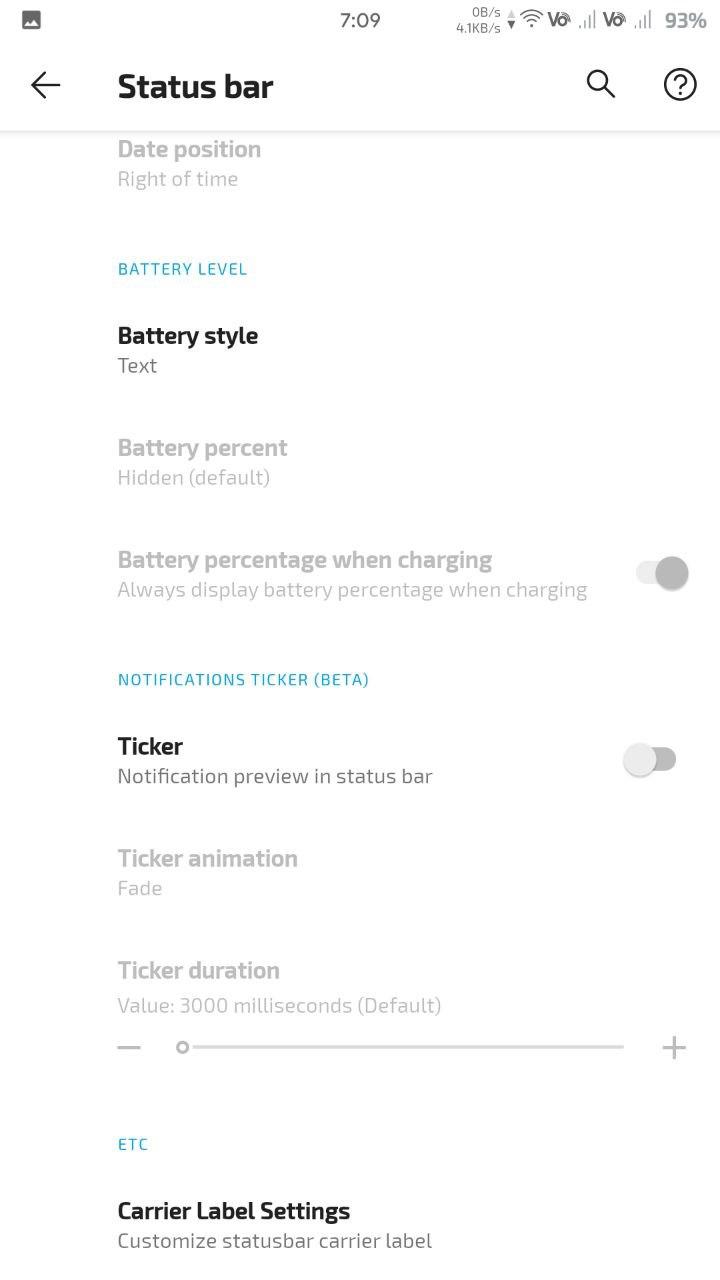 7:09
0B/s
4.1KB/s
Vo
Vo
93%
Status bar
Date position
Right of time
BATTERY LEVEL
Battery style
Text
Battery percent
Hidden (default)
Battery percentage when charging
Always display battery percentage when charging
NOTIFICATIONS TICKER (BETA)
Ticker
Notification preview in status bar
Ticker animation
Fade
Ticker duration
Value: 3000 milliseconds (Default)
ETC
Carrier Label Settings
Customize statusbar carrier label